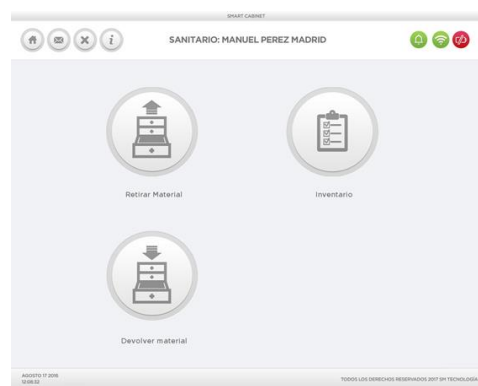 SMART CABINET
SANITARIO: MANUEL PEREZ MADRID
Retirar Material
Inventario
Devolver material
AGOSTO 17 2016
12:08:32
TODOS LOS DERECHOS RESERVADOS 2017 SM TECNOLOGÍA